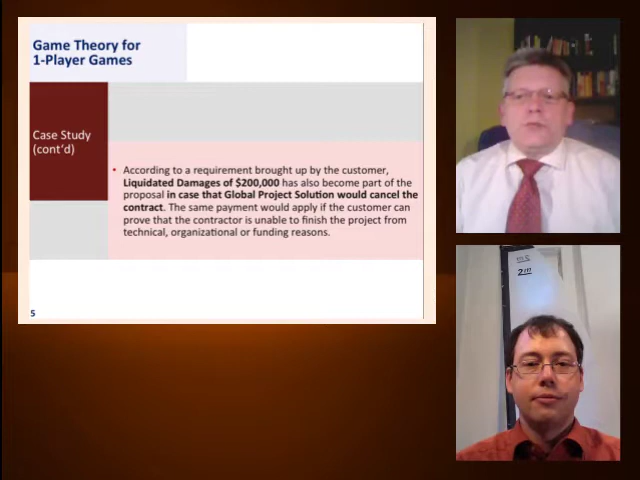 Game Theory for
1-Player Games
Case Study
(cont'd)
• According to a requirement brought up by the customer,
Liquidated Damages of $200,000 has also become part of the
proposal in case that Global Project Solution would cancel the
contract. The same payment would apply if the customer can
prove that the contractor is unable to finish the project from
technical, organizational or funding reasons.
5